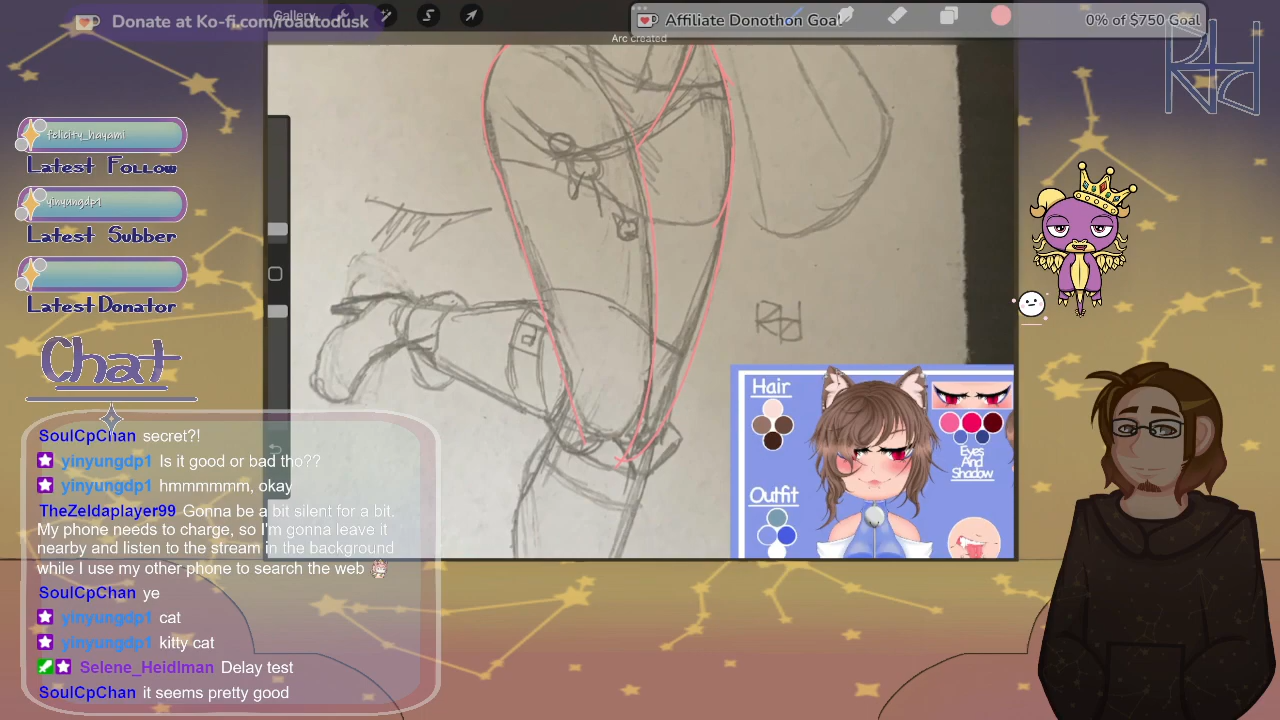 Donate at Ko-fi.com/roadtodusk
Gallery
Affiliate Donothon Goal
0% of $750 Goal
Arc Created
felicity_hayami
Latest Follow
yinyungdp1
Latest Subber
Latest Donator
Chat
SoulCpChan secret?!
yinyungdp1 Is it good or bad tho??
yinyungdp1 hmmmmmm, okay
TheZeldaplayer99 Gonna be a bit silent for a bit.
My phone needs to charge, so I'm gonna leave it
nearby and listen to the stream in the background
while I use my other phone to search the web
SoulCpChan ye
yinyungdp1 cat
yinyungdp1 kitty cat
Selene_Heidlman Delay test
SoulCpChan it seems pretty good
Hair
Eyes
And
Shadow
Outfit